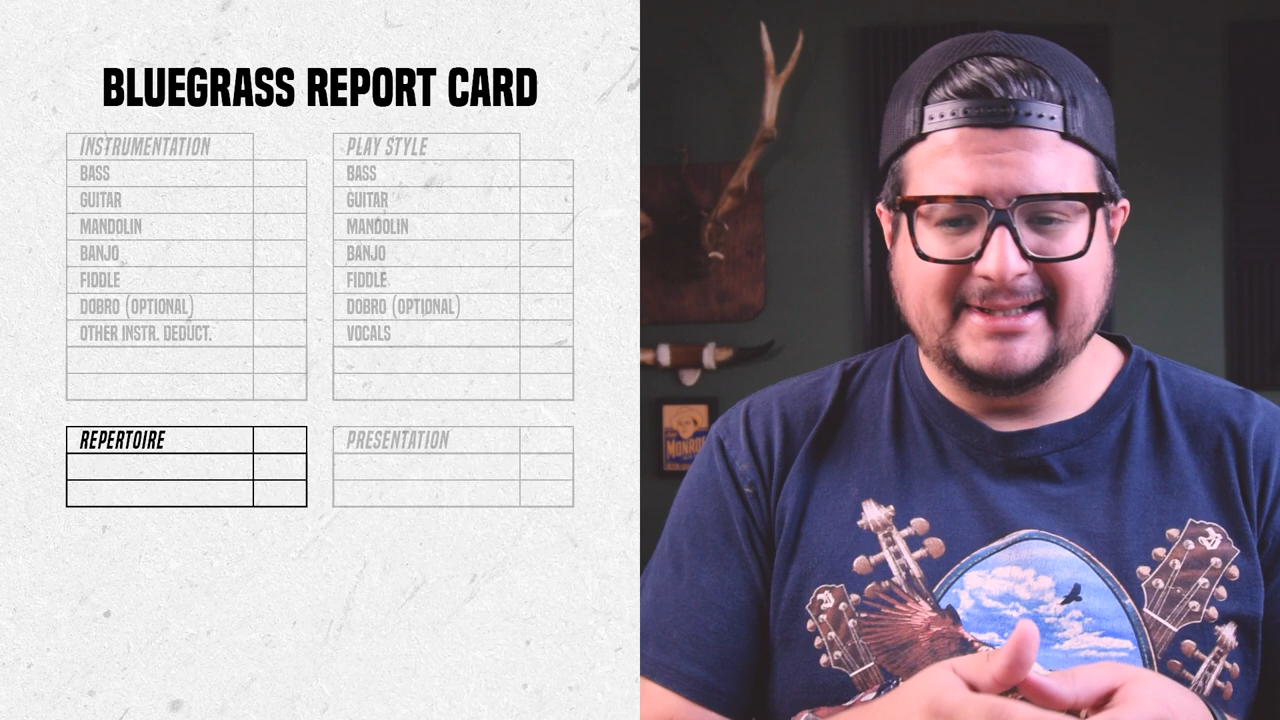 BLUEGRASS REPORT CARD
INSTRUMENTATION
BASS
GUITAR
MANDOLIN
BANJO
FIDDLE
DOBRO (OPTIONAL)
OTHER INSTR. DEDUCT.
PLAY STYLE
BASS
GUITAR
MANDOLIN
BANJO
FIDDLE
DOBRO (OPTIONAL)
VOCALS
REPERTOIRE
PRESENTATION